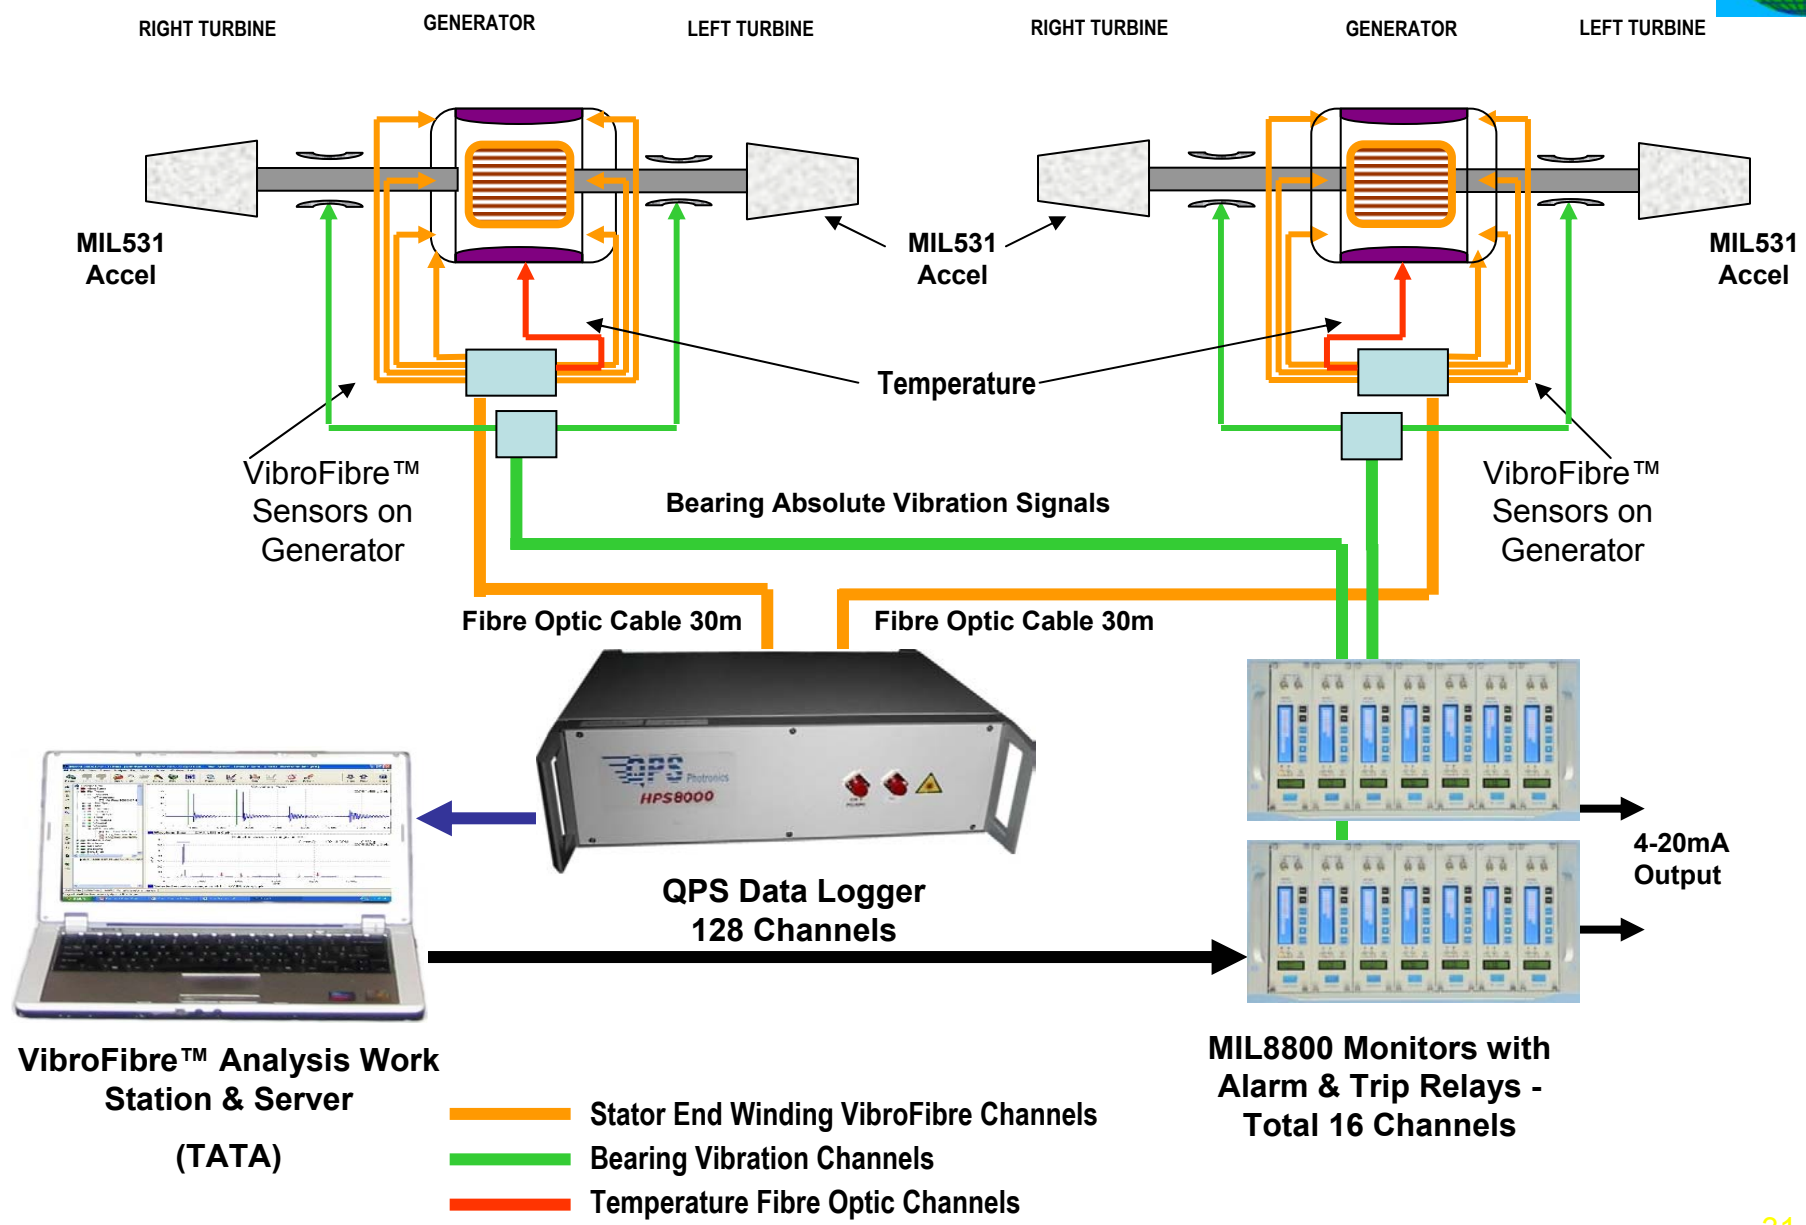 RIGHT TURBINE
GENERATOR
LEFT TURBINE
RIGHT TURBINE
GENERATOR
LEFT TURBINE
MIL531
Accel
MIL531
Accel
MIL531
Accel
Temperature
VibroFibre™
Sensors on
Generator
VibroFibre™
Sensors on
Generator
Bearing Absolute Vibration Signals
Fibre Optic Cable 30m
Fibre Optic Cable 30m
QPS Photronics
HPS8000
4-20mA
Output
QPS Data Logger
128 Channels
VibroFibre™ Analysis Work
Station & Server
(TATA)
MIL8800 Monitors with
Alarm & Trip Relays -
Total 16 Channels
Stator End Winding VibroFibre Channels
Bearing Vibration Channels
Temperature Fibre Optic Channels